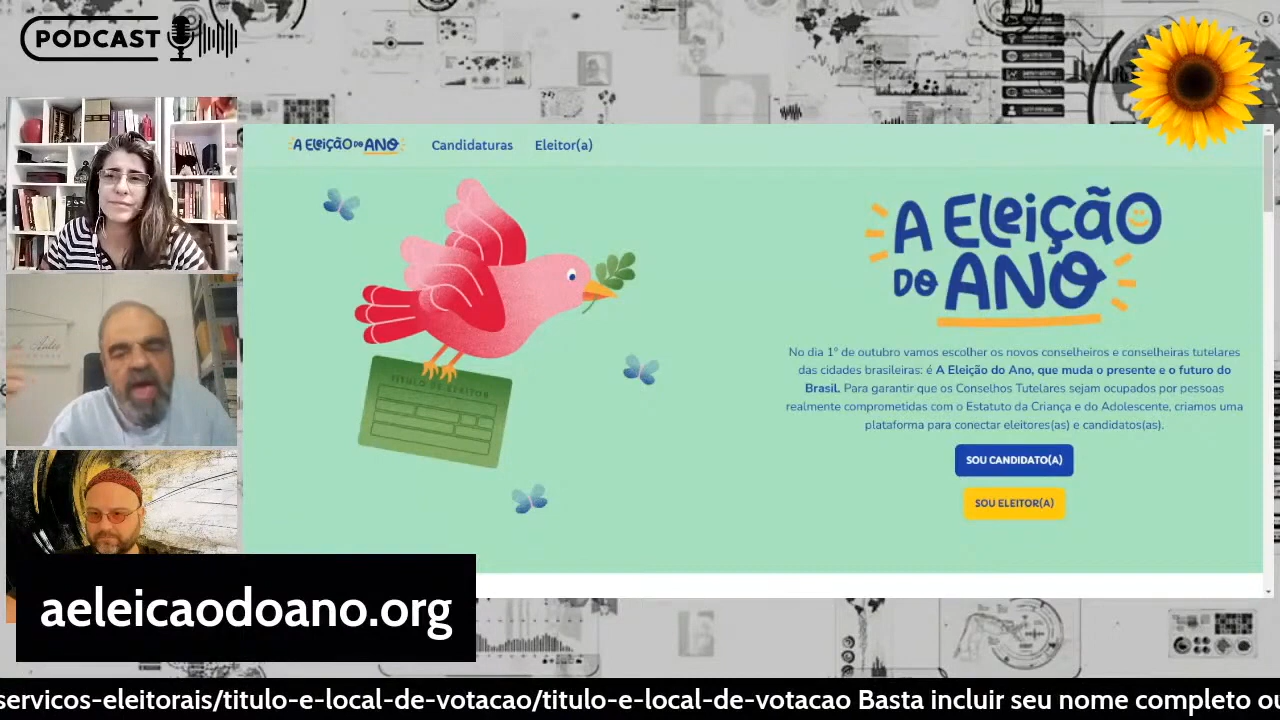 PODCAST
A ELEIÇÃO DO ANO
Candidaturas
Eleitor(a)
TÍTULO DE ELEITOR
A ELEIÇÃO
DO ANO
No dia 1º de outubro vamos escolher os novos conselheiros e conselheiras tutelares
das cidades brasileiras: é A Eleição do Ano, que muda o presente e o futuro do
Brasil. Para garantir que os Conselhos Tutelares sejam ocupados por pessoas
realmente comprometidas com o Estatuto da Criança e do Adolescente, criamos uma
plataforma para conectar eleitores(as) e candidatos(as).
SOU CANDIDATO(A)
SOU ELEITOR(A)
aeleicaodoano.org
servicos-eleitorais/titulo-e-local-de-votacao/titulo-e-local-de-votacao Basta incluir seu nome completo ou